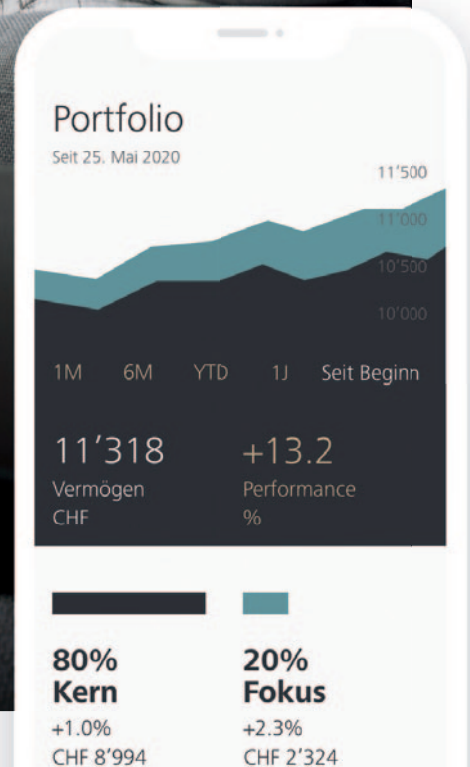 Portfolio
Seit 25. Mai 2020
11’500
11’000
10’500
10’000
1M 6M YTD 1J Seit Beginn
11’318 +13.2
Vermögen Performance
CHF %
80% 20%
Kern Fokus
+1.0% +2.3%
CHF 8’994 CHF 2’324